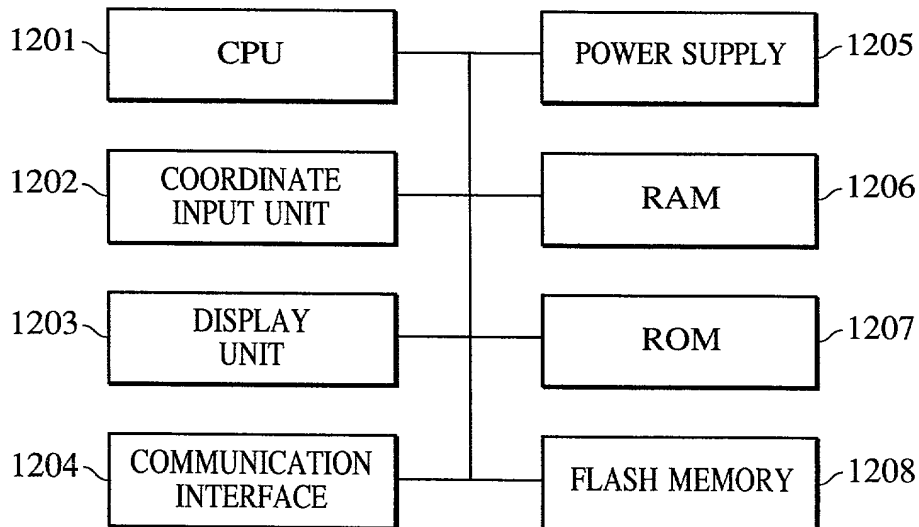 1201
CPU
POWER SUPPLY
1205
1202
COORDINATE
INPUT UNIT
RAM
1206
1203
DISPLAY
UNIT
ROM
1207
1204
COMMUNICATION
INTERFACE
FLASH MEMORY
1208